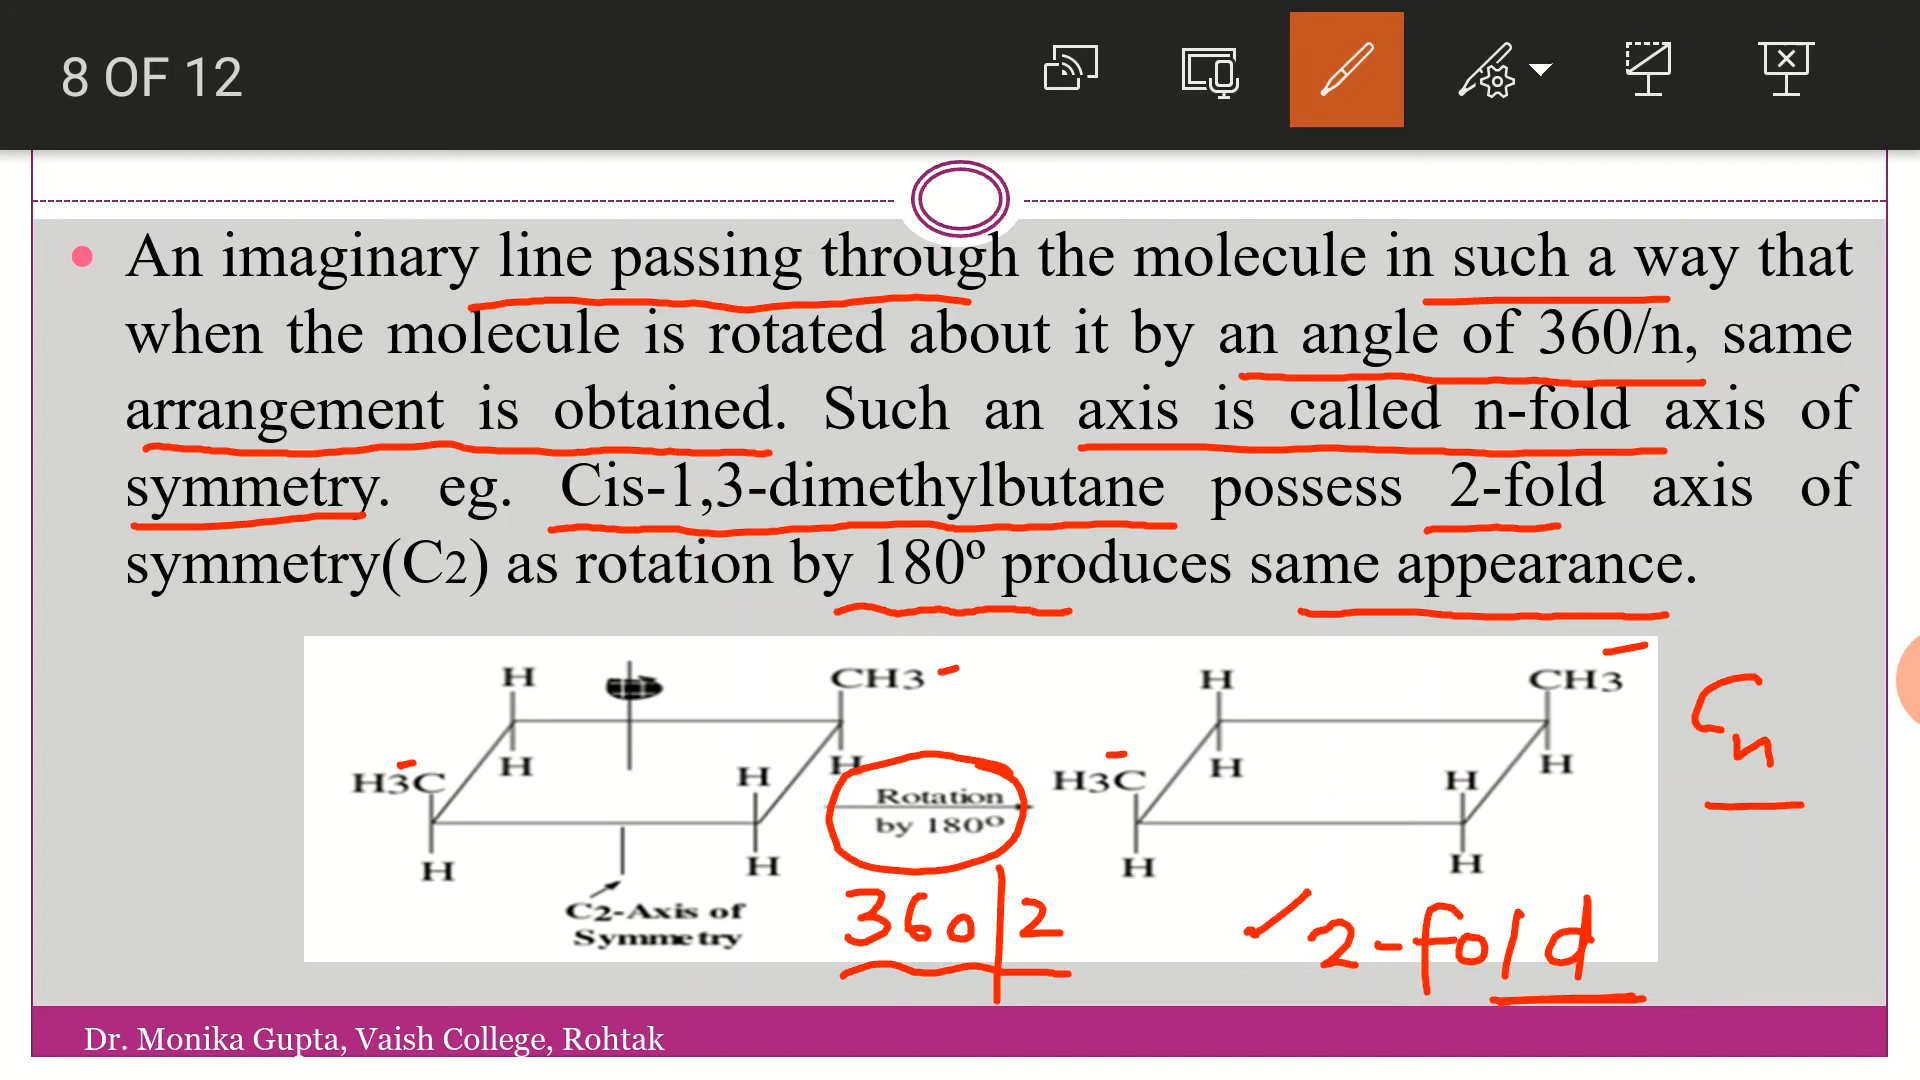 8 OF 12
An imaginary line passing through the molecule in such a way that
when the molecule is rotated about it by an angle of 360/n, same
arrangement is obtained. Such an axis is called n-fold axis of
symmetry. eg. Cis-1,3-dimethylbutane possess 2-fold axis of
symmetry(C2) as rotation by 180º produces same appearance.
H CH3 H CH3
H H H H
H3C H H3C H
Rotation
by 180º
H H H H
C2-Axis of
Symmetry
360 2
2-fold
Cn
Dr. Monika Gupta, Vaish College, Rohtak